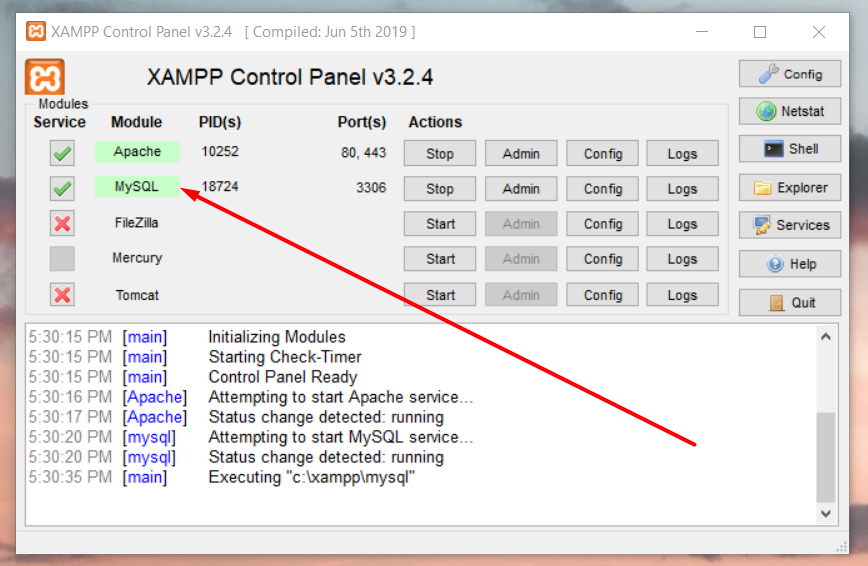 XAMPP Control Panel v3.2.4 [ Compiled: Jun 5th 2019 ]
XAMPP Control Panel v3.2.4
Config
Modules
Service Module PID(s) Port(s) Actions
Netstat
Apache 10252 80, 443 Stop Admin Config Logs
Shell
MySQL 18724 3306 Stop Admin Config Logs
Explorer
FileZilla Start Admin Config Logs
Services
Mercury Start Admin Config Logs
Help
Tomcat Start Admin Config Logs
Quit
5:30:15 PM [main] Initializing Modules
5:30:15 PM [main] Starting Check-Timer
5:30:15 PM [main] Control Panel Ready
5:30:16 PM [Apache] Attempting to start Apache service...
5:30:17 PM [Apache] Status change detected: running
5:30:20 PM [mysql] Attempting to start MySQL service...
5:30:20 PM [mysql] Status change detected: running
5:30:35 PM [main] Executing "c:\xampp\mysql"